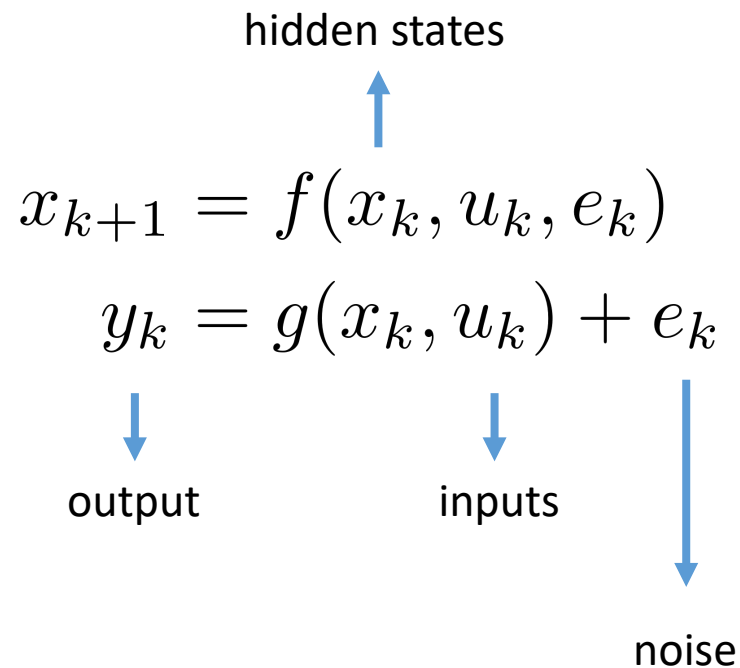 hidden states
x_{k+1} = f(x_k, u_k, e_k)
y_k = g(x_k, u_k) + e_k
output inputs
noise